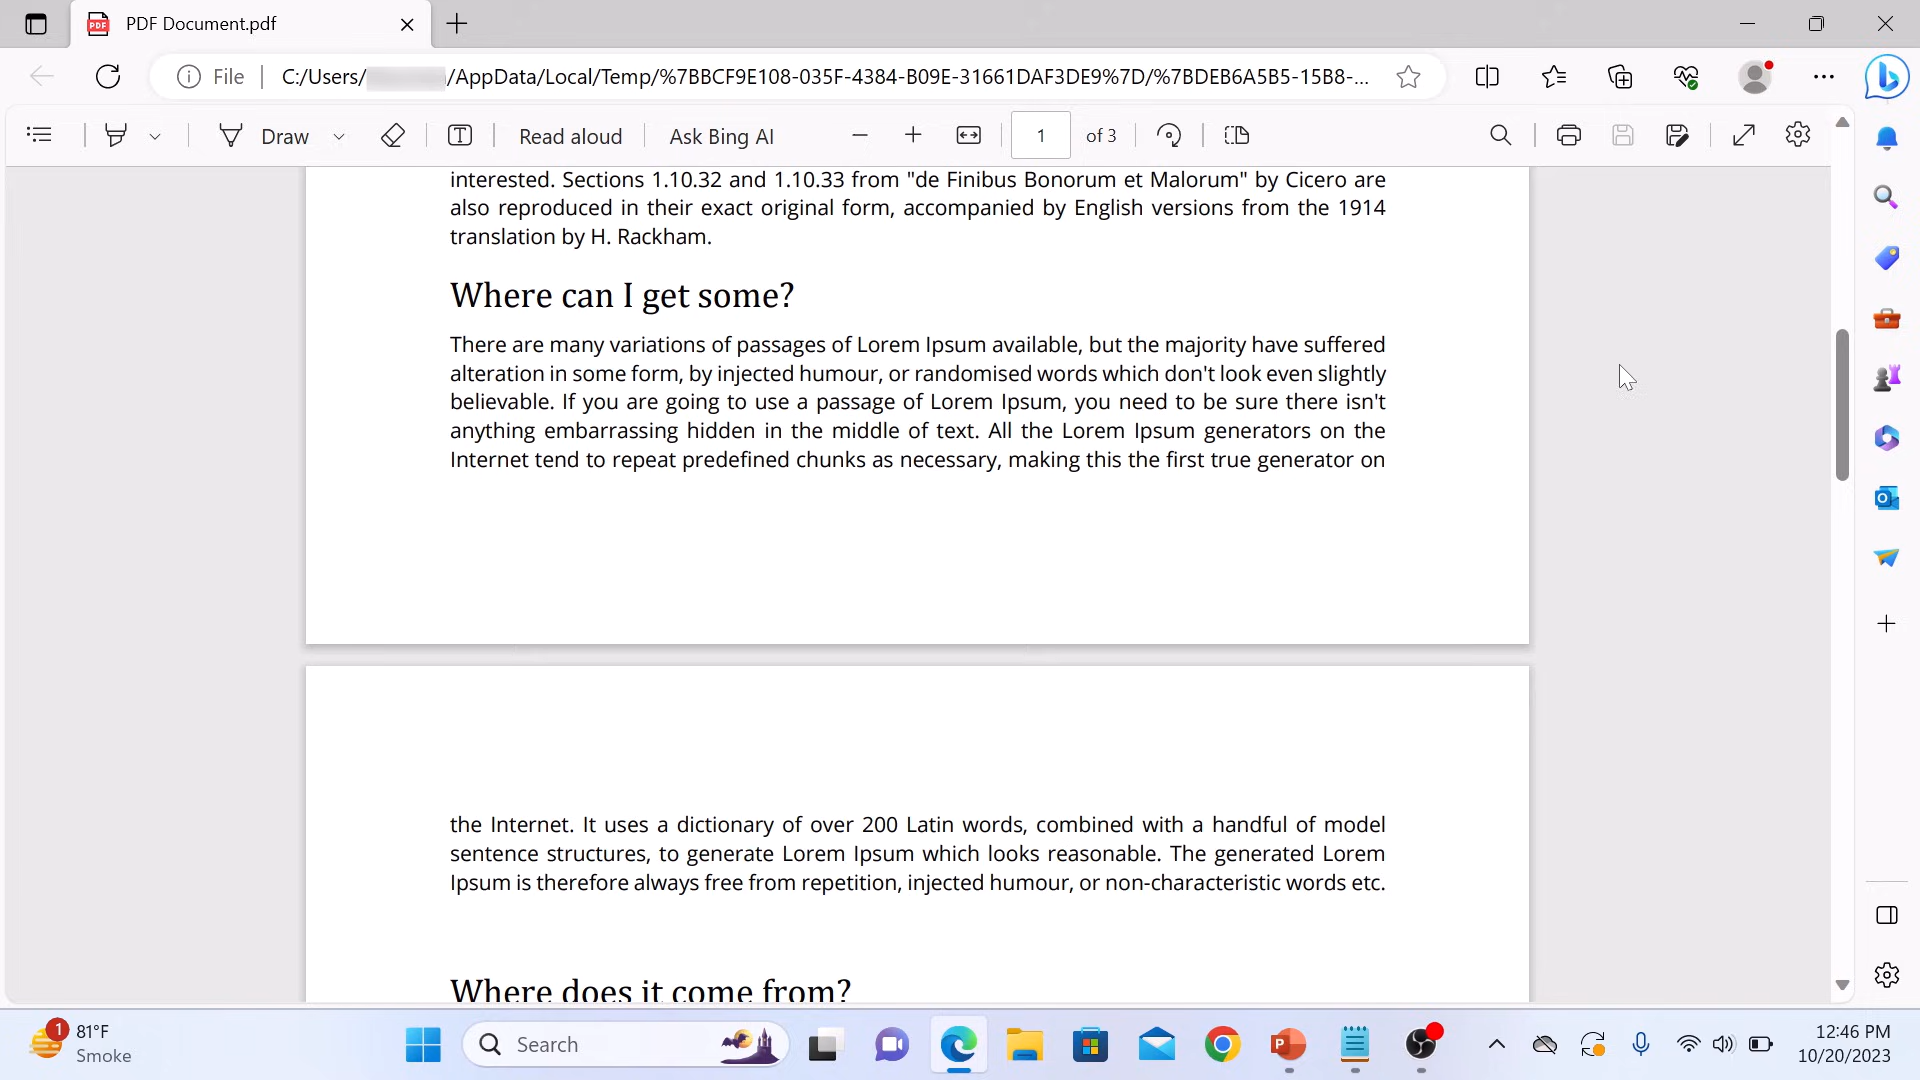 PDF Document.pdf
File C:/Users/ /AppData/Local/Temp/%7BBCF9E108-035F-4384-B09E-31661DAF3DE9%7D/%7BDEB6A5B5-15B8-...
Draw Read aloud Ask Bing AI 1 of 3
interested. Sections 1.10.32 and 1.10.33 from "de Finibus Bonorum et Malorum" by Cicero are
also reproduced in their exact original form, accompanied by English versions from the 1914
translation by H. Rackham.
Where can I get some?
There are many variations of passages of Lorem Ipsum available, but the majority have suffered
alteration in some form, by injected humour, or randomised words which don't look even slightly
believable. If you are going to use a passage of Lorem Ipsum, you need to be sure there isn't
anything embarrassing hidden in the middle of text. All the Lorem Ipsum generators on the
Internet tend to repeat predefined chunks as necessary, making this the first true generator on
the Internet. It uses a dictionary of over 200 Latin words, combined with a handful of model
sentence structures, to generate Lorem Ipsum which looks reasonable. The generated Lorem
Ipsum is therefore always free from repetition, injected humour, or non-characteristic words etc.
Where does it come from?
1 81°F
Smoke
Search
12:46 PM
10/20/2023